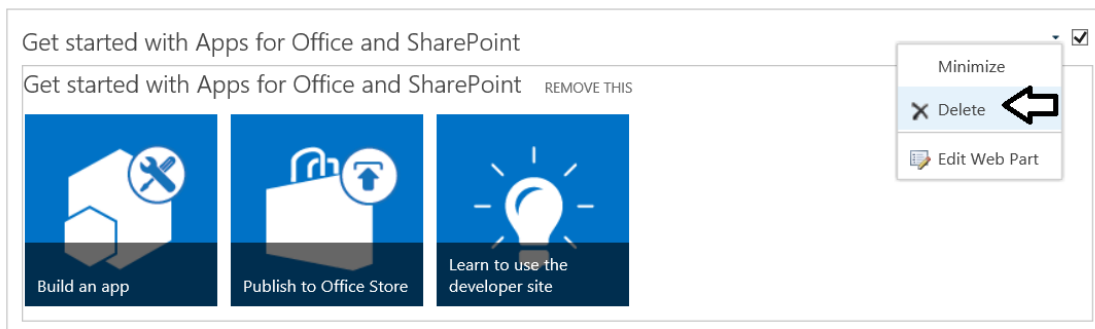 Get started with Apps for Office and SharePoint
Minimize
Get started with Apps for Office and SharePoint REMOVE THIS
Delete
Edit Web Part
Build an app
Publish to Office Store
Learn to use the
developer site